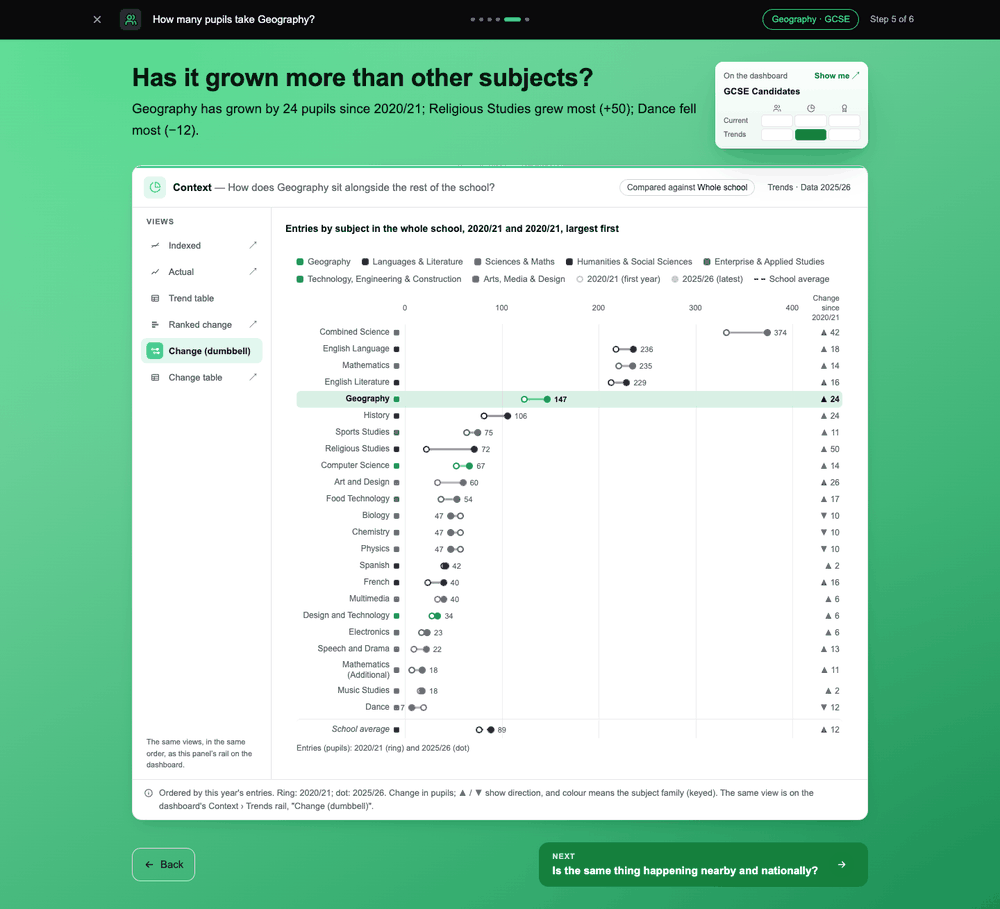 How many pupils take Geography?
Geography · GCSE
Step 5 of 6
Has it grown more than other subjects?
Geography has grown by 24 pupils since 2020/21; Religious Studies grew most (+50); Dance fell
most (−12).
On the dashboard
Show me
GCSE Candidates
Current
Trends
Context — How does Geography sit alongside the rest of the school?
Compared against Whole school
Trends · Data 2025/26
VIEWS
Indexed
Actual
Trend table
Ranked change
Change (dumbbell)
Change table
The same views, in the same
order, as this panel's rail on the
dashboard.
Entries by subject in the whole school, 2020/21 and 2020/21, largest first
Geography Languages & Literature Sciences & Maths Humanities & Social Sciences Enterprise & Applied Studies
Technology, Engineering & Construction Arts, Media & Design 2020/21 (first year) 2025/26 (latest) School average
0 100 200 300 400
Change
since
2020/21
Combined Science 374 ▲ 42
English Language 236 ▲ 18
Mathematics 235 ▲ 14
English Literature 229 ▲ 16
Geography 147 ▲ 24
History 106 ▲ 24
Sports Studies 75 ▲ 11
Religious Studies 72 ▲ 50
Computer Science 67 ▲ 14
Art and Design 60 ▲ 26
Food Technology 54 ▲ 17
Biology 47 ▼ 10
Chemistry 47 ▼ 10
Physics 47 ▼ 10
Spanish 42 ▲ 2
French 40 ▲ 16
Multimedia 40 ▲ 6
Design and Technology 34 ▲ 6
Electronics 23 ▲ 6
Speech and Drama 22 ▲ 13
Mathematics
(Additional) 18 ▲ 11
Music Studies 18 ▲ 2
Dance 7 ▼ 12
School average 89 ▲ 12
Entries (pupils): 2020/21 (ring) and 2025/26 (dot)
Ordered by this year's entries. Ring: 2020/21; dot: 2025/26. Change in pupils; ▲ / ▼ show direction, and colour means the subject family (keyed). The same view is on the
dashboard's Context › Trends rail, "Change (dumbbell)".
← Back
NEXT
Is the same thing happening nearby and nationally? →